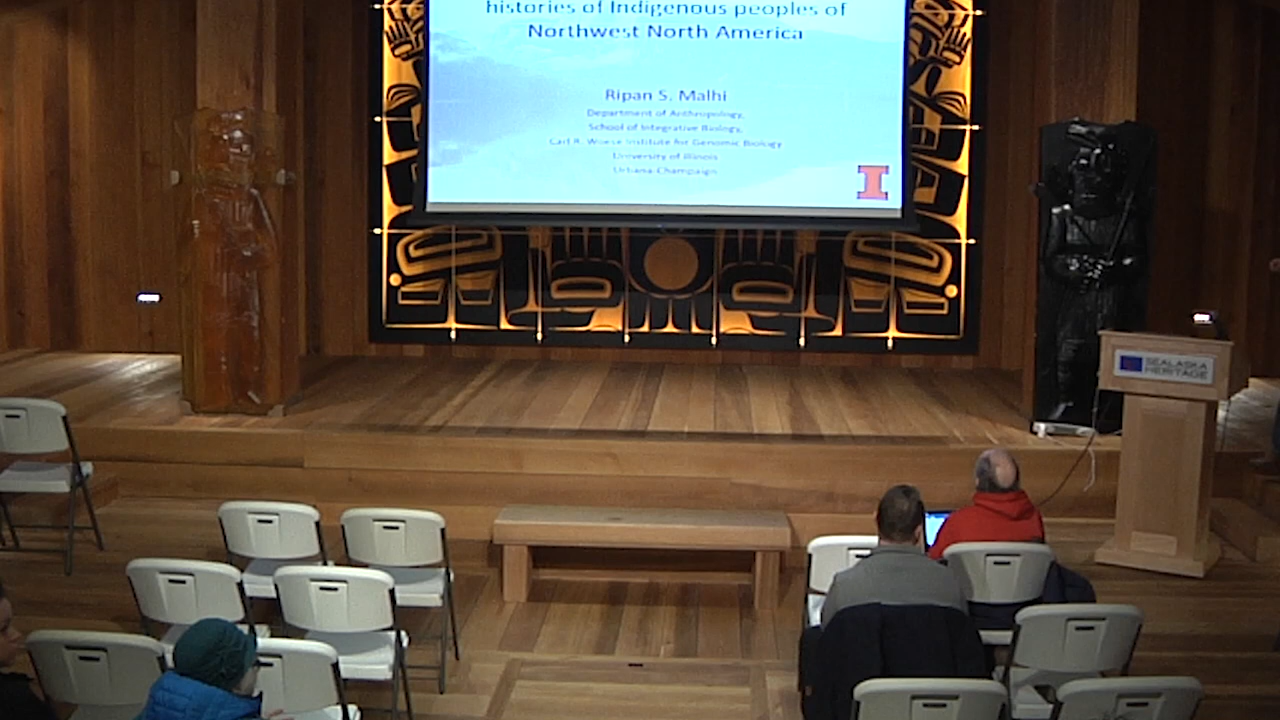 histories of Indigenous peoples of
Northwest North America
Ripan S. Malhi
Department of Anthropology,
School of Integrative Biology,
Carl R. Woese Institute for Genomic Biology
University of Illinois
Urbana-Champaign
I
SEALASKA
HERITAGE